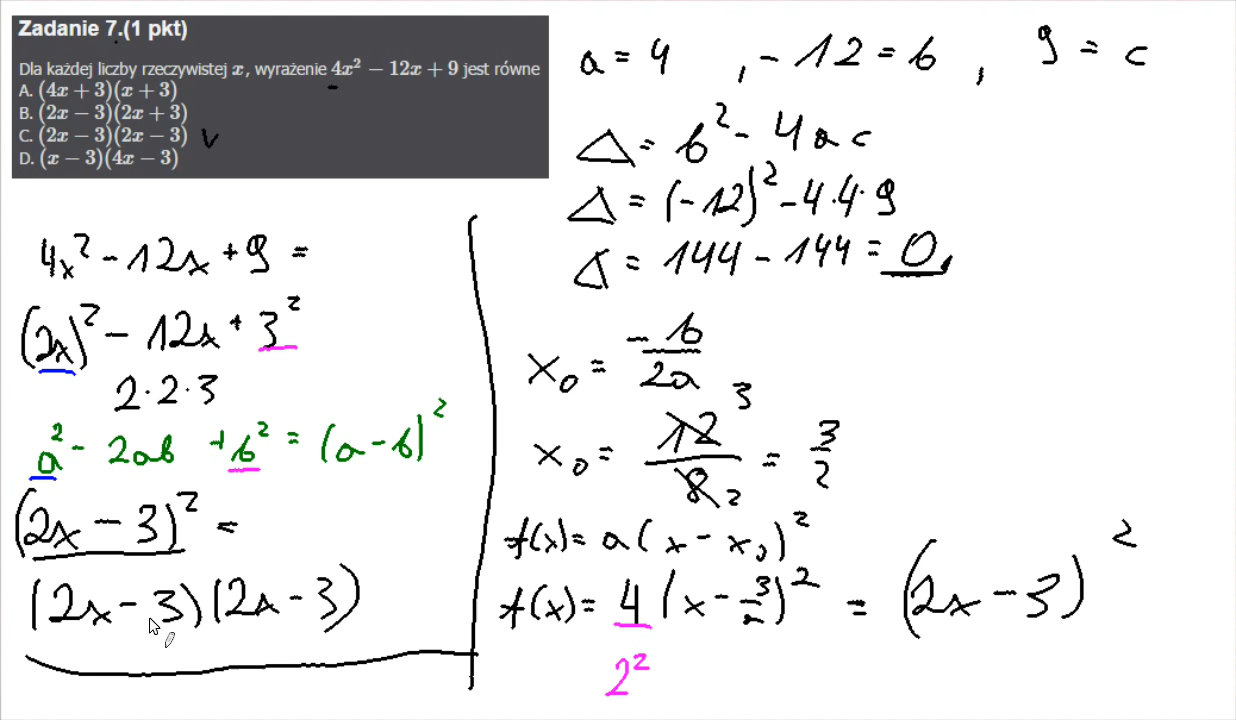 Zadanie 7.(1 pkt)
Dla każdej liczby rzeczywistej x, wyrażenie 4x² − 12x + 9 jest równe
A. (4x + 3)(x + 3)
B. (2x − 3)(2x + 3)
C. (2x − 3)(2x − 3) v
D. (x − 3)(4x − 3)
4x² - 12x + 9 =
(2x)² - 12x + 3²
2·2·3
a² - 2ab + b² = (a-b)²
(2x - 3)² =
(2x - 3)(2x - 3)
a = 4 , -12 = b , 9 = c
Δ = b² - 4ac
Δ = (-12)² - 4·4·9
Δ = 144 - 144 = 0,
x₀ = -b/2a
x₀ = 12/8 3 2 = 3/2
f(x) = a(x - x₀)²
f(x) = 4(x - 3/2)² = (2x - 3)²
2²